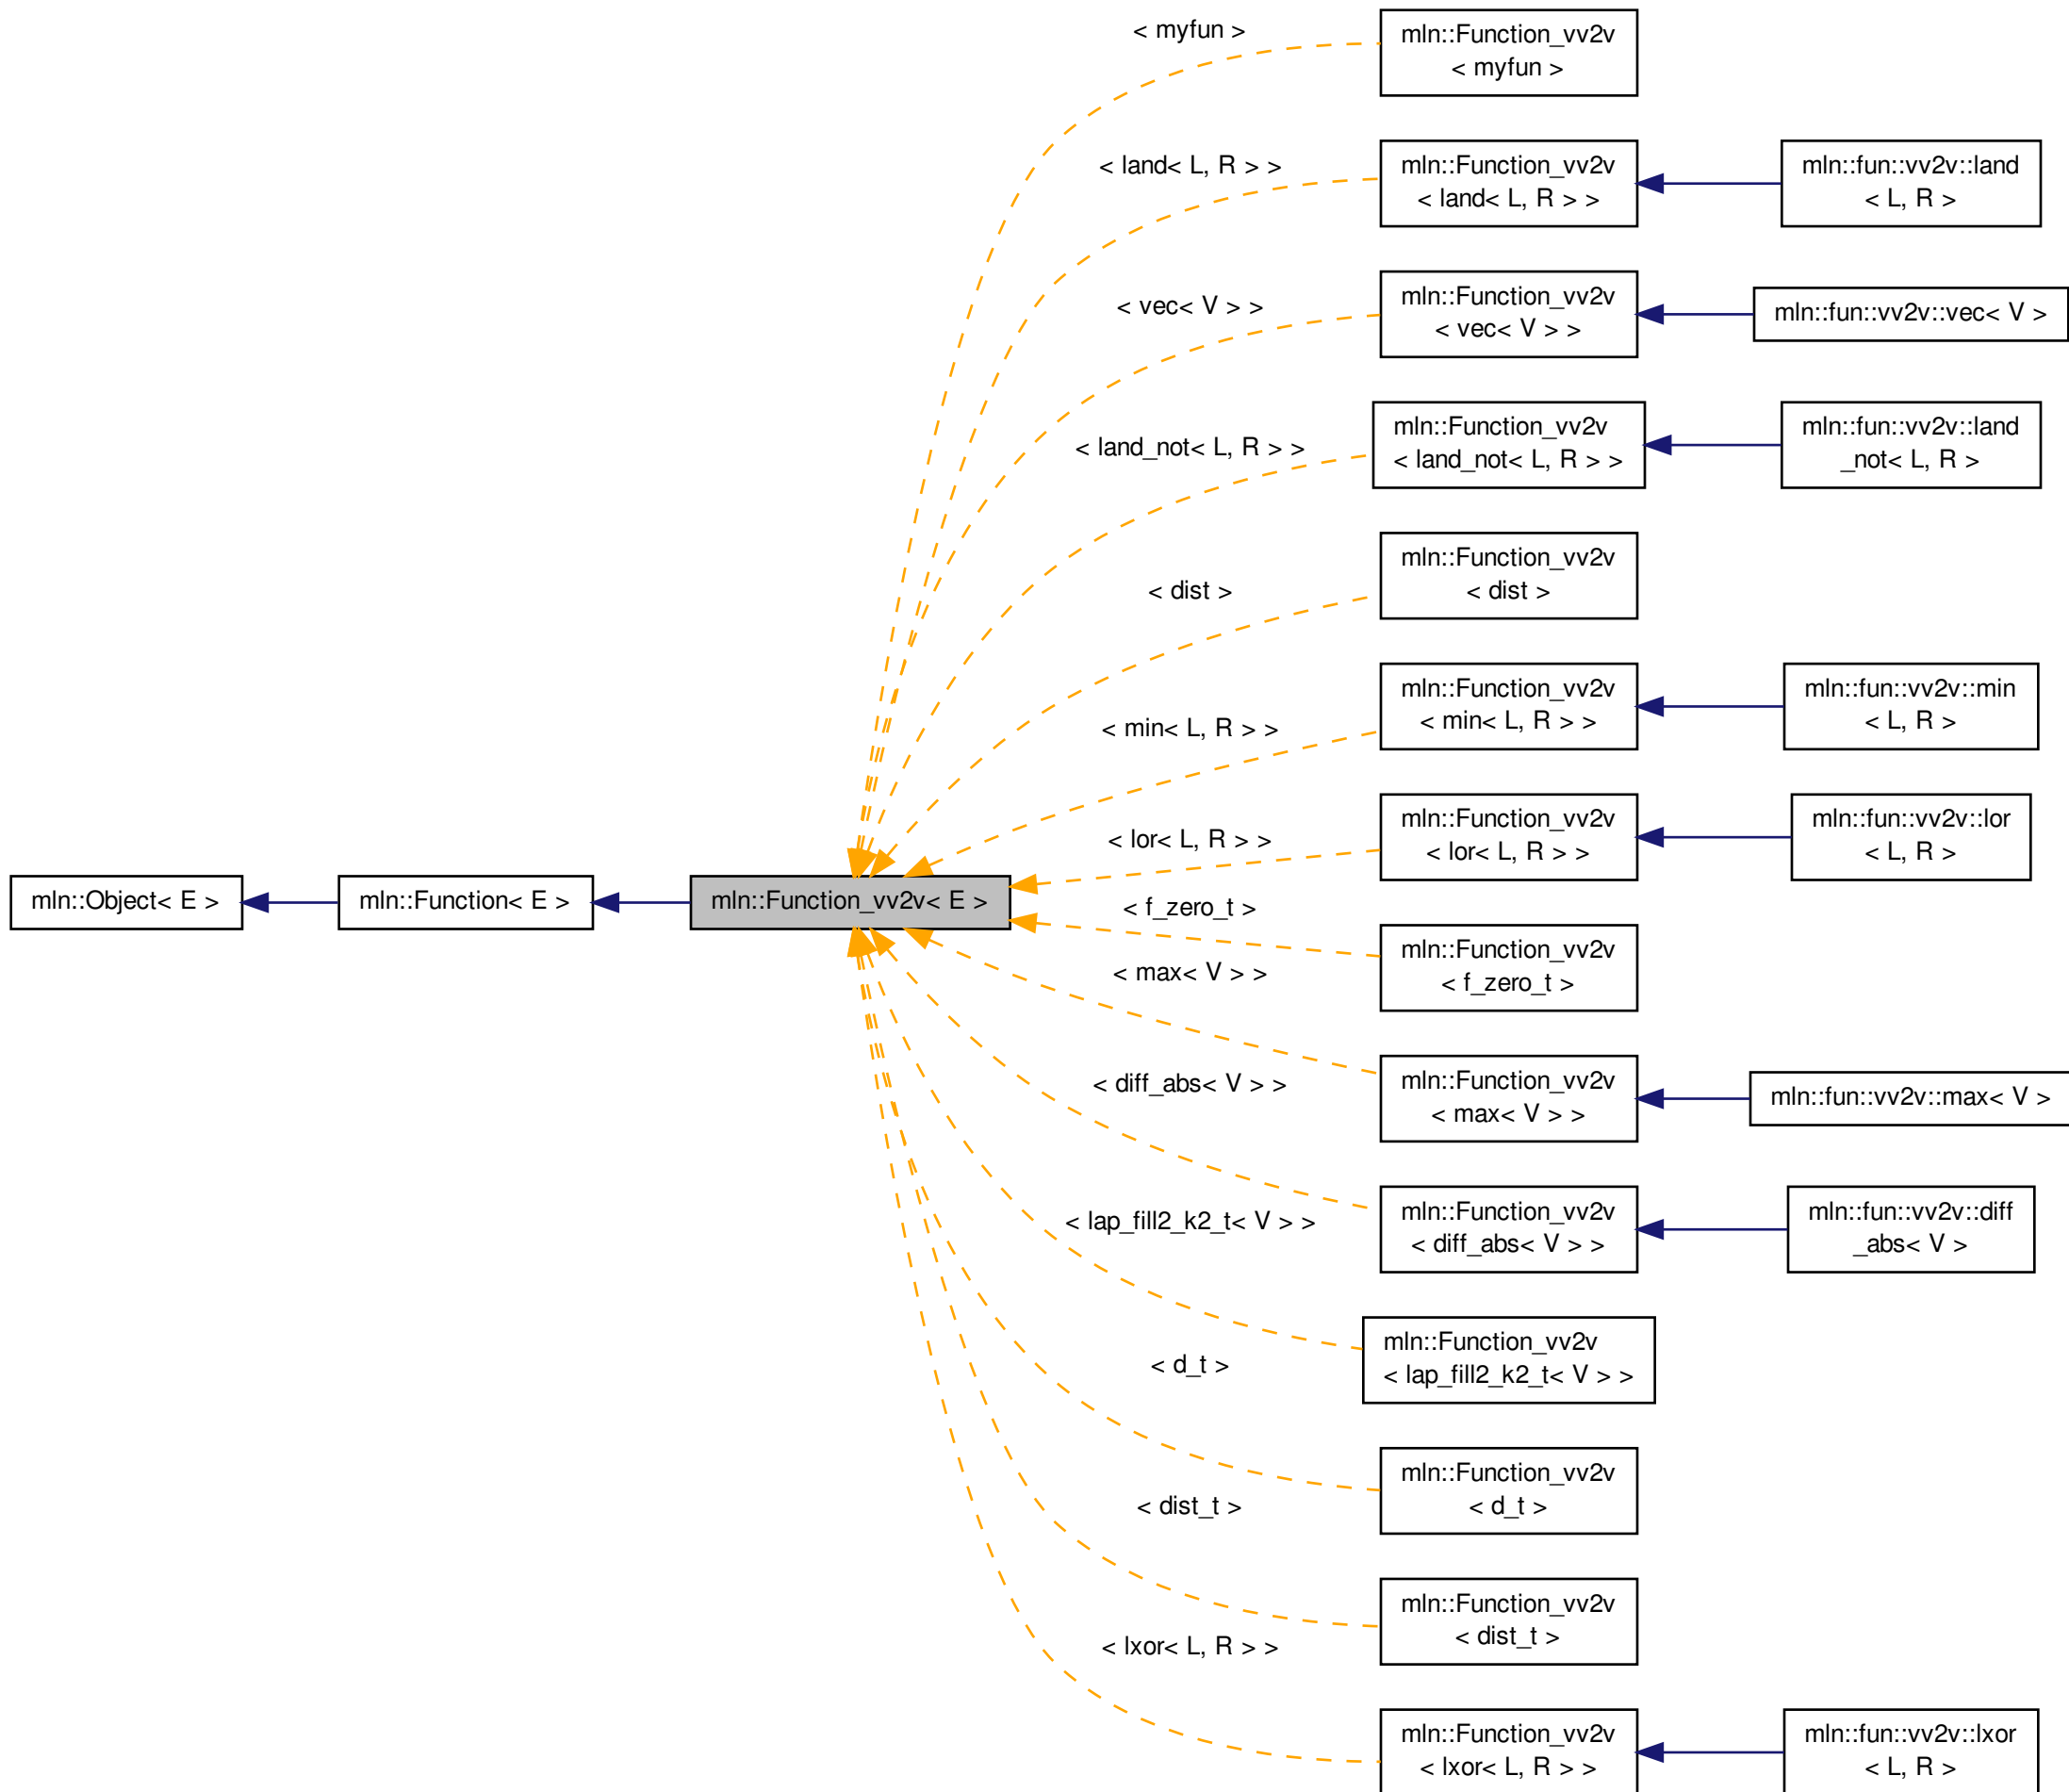 mln::Object< E >
mln::Function< E >
mln::Function_vv2v< E >
< myfun >
mln::Function_vv2v
< myfun >
< land< L, R > >
mln::Function_vv2v
< land< L, R > >
mln::fun::vv2v::land
< L, R >
< vec< V > >
mln::Function_vv2v
< vec< V > >
mln::fun::vv2v::vec< V >
< land_not< L, R > >
mln::Function_vv2v
< land_not< L, R > >
mln::fun::vv2v::land
_not< L, R >
< dist >
mln::Function_vv2v
< dist >
< min< L, R > >
mln::Function_vv2v
< min< L, R > >
mln::fun::vv2v::min
< L, R >
< lor< L, R > >
mln::Function_vv2v
< lor< L, R > >
mln::fun::vv2v::lor
< L, R >
< f_zero_t >
mln::Function_vv2v
< f_zero_t >
< max< V > >
mln::Function_vv2v
< max< V > >
mln::fun::vv2v::max< V >
< diff_abs< V > >
mln::Function_vv2v
< diff_abs< V > >
mln::fun::vv2v::diff
_abs< V >
< lap_fill2_k2_t< V > >
mln::Function_vv2v
< lap_fill2_k2_t< V > >
< d_t >
mln::Function_vv2v
< d_t >
< dist_t >
mln::Function_vv2v
< dist_t >
< lxor< L, R > >
mln::Function_vv2v
< lxor< L, R > >
mln::fun::vv2v::lxor
< L, R >